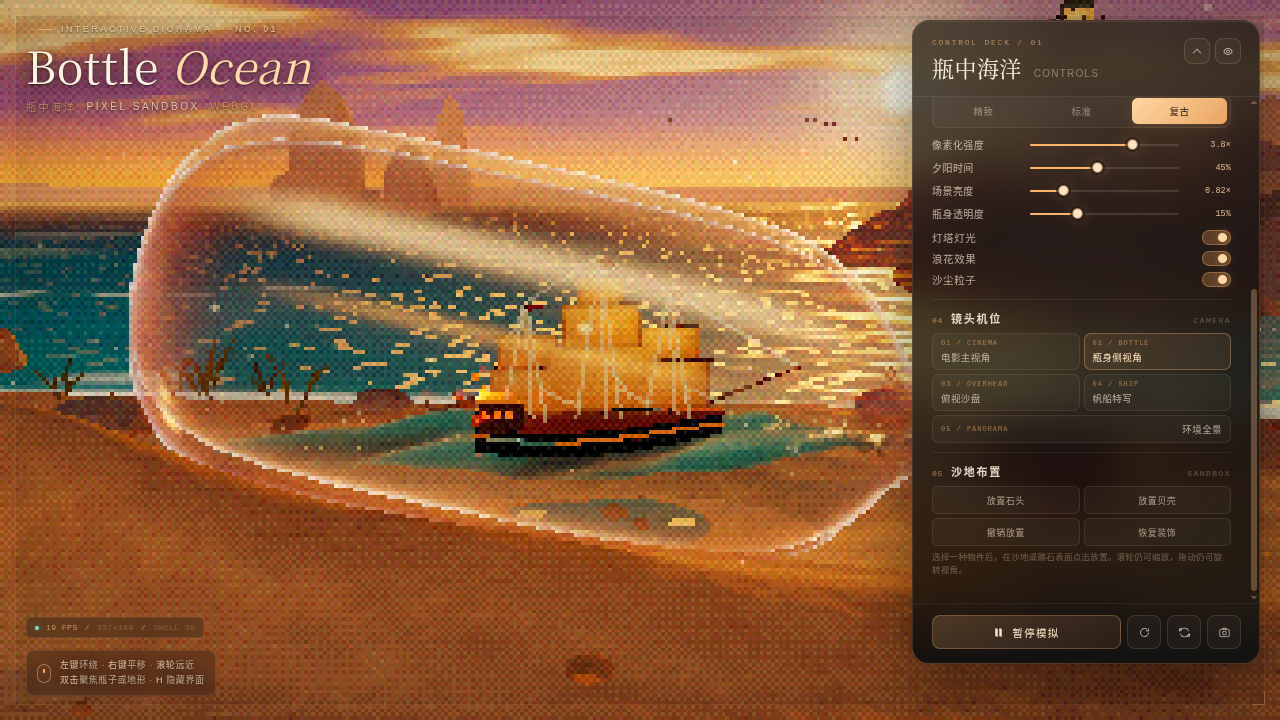 INTERACTIVE DIORAMA — NO. 01
Bottle Ocean
瓶中海洋 PIXEL SANDBOX WEBGL
19 FPS / 337×189 / SWELL 35
左键环绕 · 右键平移 · 滚轮远近
双击聚焦瓶子或地形 · H 隐藏界面
CONTROL DECK / 01
瓶中海洋 CONTROLS
精致 标准 复古
像素化强度 3.8×
夕阳时间 45%
场景亮度 0.82×
瓶身透明度 15%
灯塔灯光
浪花效果
沙尘粒子
04 镜头机位 CAMERA
01 / CINEMA
电影主视角
02 / BOTTLE
瓶身侧视角
03 / OVERHEAD
俯视沙盘
04 / SHIP
帆船特写
05 / PANORAMA 环境全景
05 沙地布置 SANDBOX
放置石头 放置贝壳
撤销放置 恢复装饰
选择一种物件后，在沙地或礁石表面点击放置。滚轮仍可缩放，拖动仍可旋
转视角。
暂停模拟